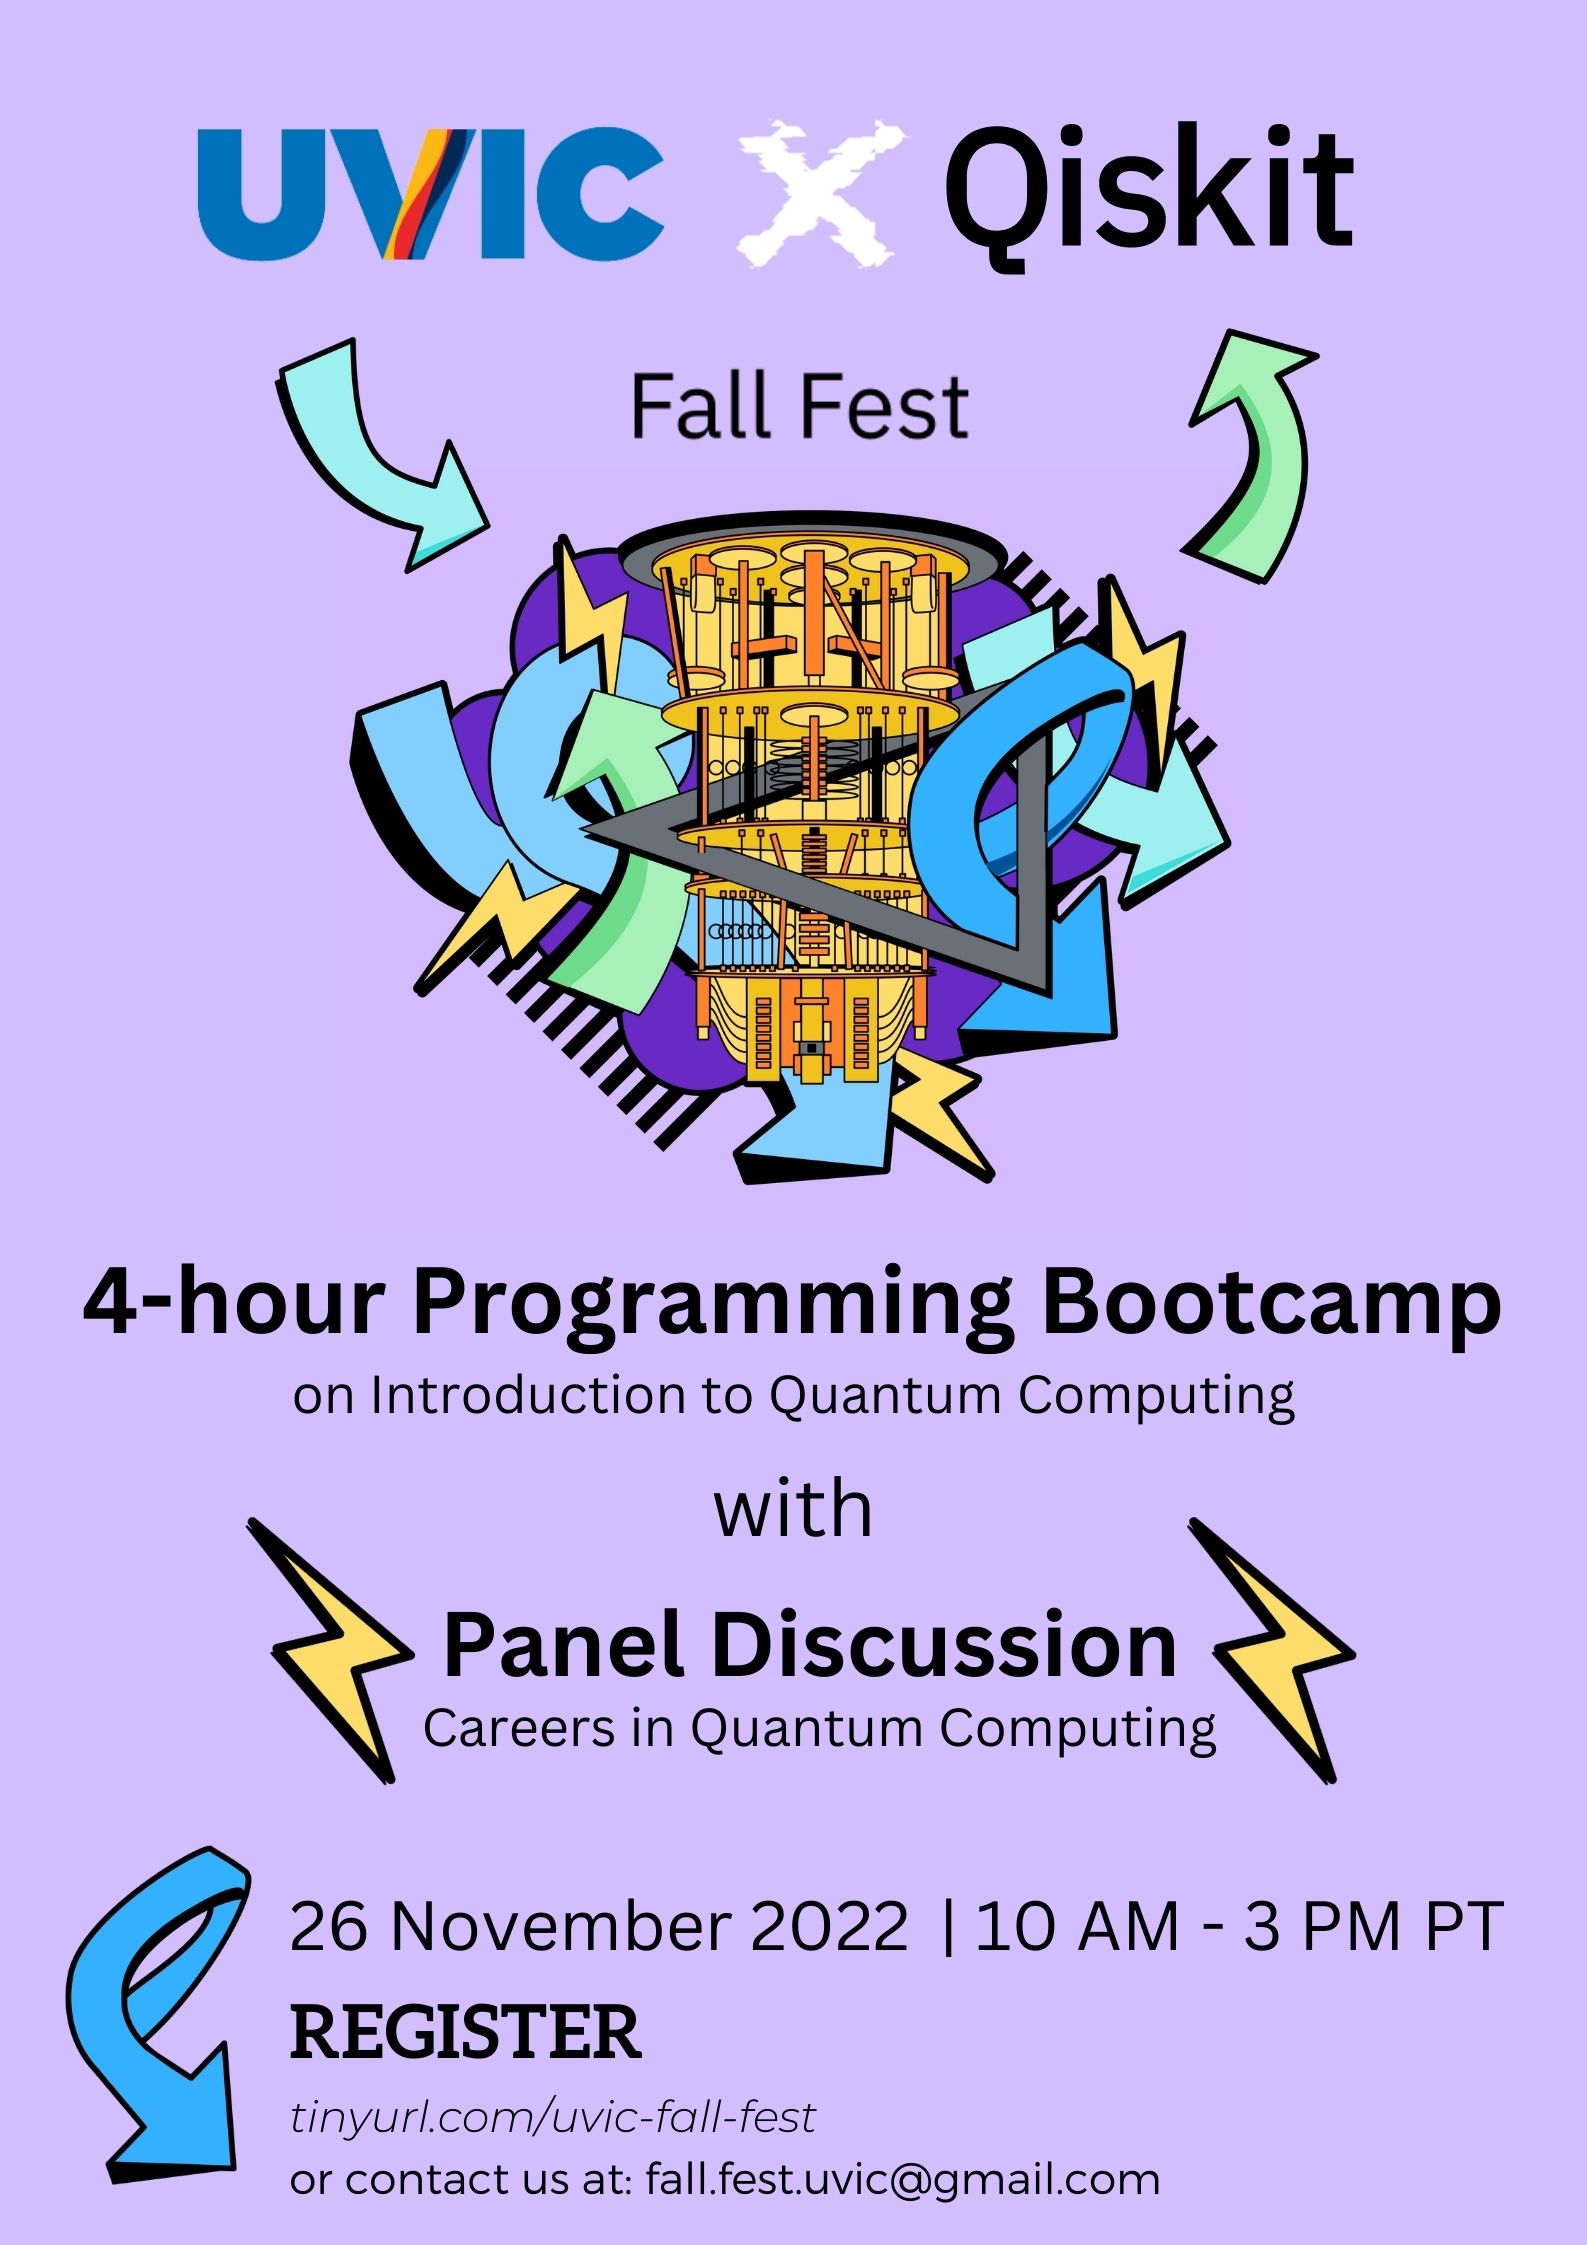 UVIC X Qiskit
Fall Fest
4-hour Programming Bootcamp
on Introduction to Quantum Computing
with
Panel Discussion
Careers in Quantum Computing
26 November 2022 | 10 AM - 3 PM PT
REGISTER
tinyurl.com/uvic-fall-fest
or contact us at: fall.fest.uvic@gmail.com